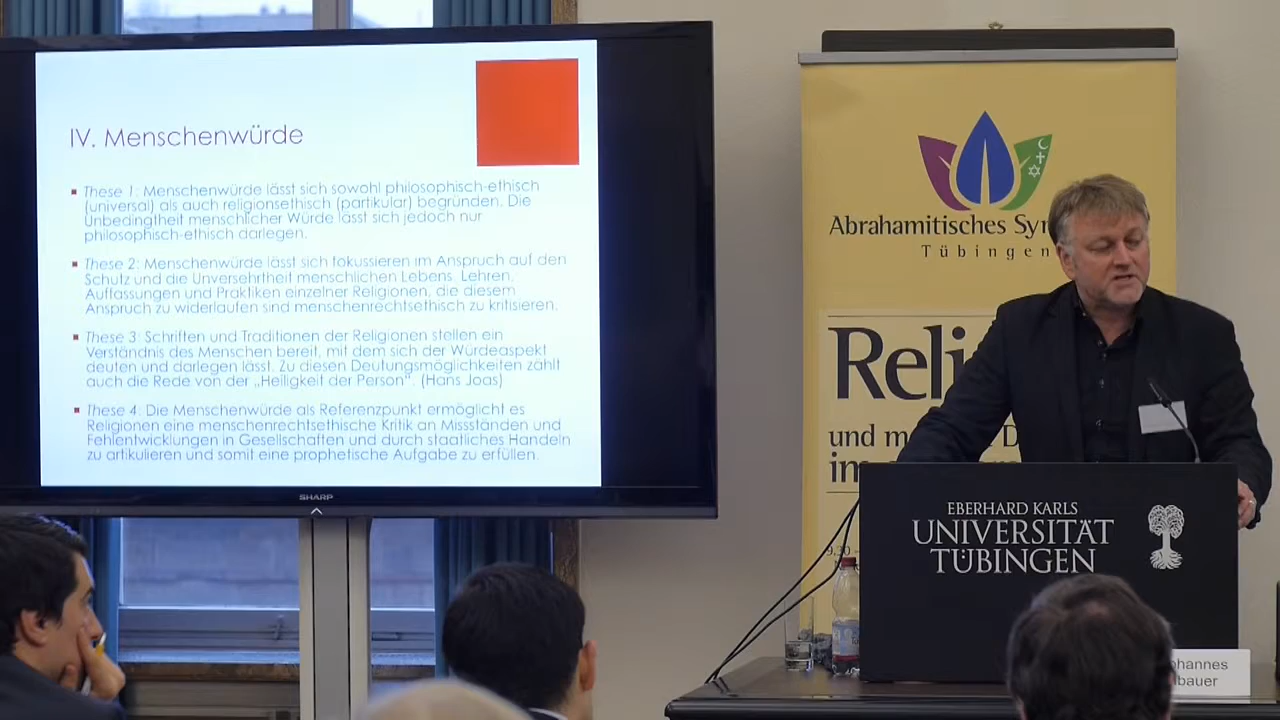 IV. Menschenwürde
These 1: Menschenwürde lässt sich sowohl philosophisch-ethisch
(universal) als auch religionsethisch (partikular) begründen. Die
Unbedingtheit menschlicher Würde lässt sich jedoch nur
philosophisch-ethisch darlegen.
These 2: Menschenwürde lässt sich fokussieren im Anspruch auf den
Schutz und die Unversehrtheit menschlichen Lebens. Lehren,
Auffassungen und Praktiken einzelner Religionen, die diesem
Anspruch zu widerlaufen sind menschenrechtsethisch zu kritisieren.
These 3: Schriften und Traditionen der Religionen stellen ein
Verständnis des Menschen bereit, mit dem sich der Würdeaspekt
deuten und darlegen lässt. Zu diesen Deutungsmöglichkeiten zählt
auch die Rede von der „Heiligkeit der Person“. (Hans Joas)
These 4: Die Menschenwürde als Referenzpunkt ermöglicht es
Religionen eine menschenrechtsethische Kritik an Missständen und
Fehlentwicklungen in Gesellschaften und durch staatliches Handeln
zu artikulieren und somit eine prophetische Aufgabe zu erfüllen.
SHARP
Abrahamitisches Sy
Tübingen
Reli
und m
im
9.30
EBERHARD KARLS
UNIVERSITÄT
TÜBINGEN
ohannes
lbauer